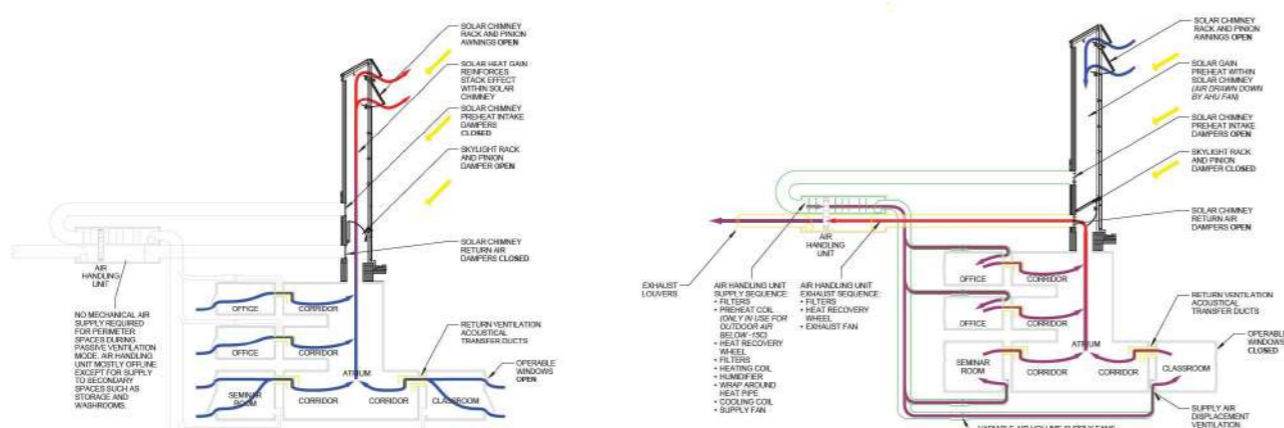 SOLAR CHIMNEY
RACK AND PINION
AWNINGS OPEN
SOLAR HEAT GAIN
REINFORCES
STACK EFFECT
WITHIN SOLAR
CHIMNEY
SOLAR CHIMNEY
PREHEAT INTAKE
DAMPERS
CLOSED
SKYLIGHT RACK
AND PINION
DAMPER OPEN
SOLAR CHIMNEY
RETURN AIR
DAMPERS CLOSED
AIR
HANDLING
UNIT
NO MECHANICAL AIR
SUPPLY REQUIRED
FOR PERIMETER
SPACES DURING
PASSIVE VENTILATION
MODE. AIR HANDLING
UNIT MOSTLY OFFLINE
EXCEPT FOR SUPPLY
TO SECONDARY
SPACES SUCH AS
STORAGE AND
WASHROOMS.
OFFICE
CORRIDOR
OFFICE
CORRIDOR
ATRIUM
SEMINAR
ROOM
CORRIDOR
CORRIDOR
CLASSROOM
RETURN VENTILATION
ACOUSTICAL
TRANSFER DUCTS
OPERABLE
WINDOWS
OPEN
SOLAR CHIMNEY
RACK AND PINION
AWNINGS OPEN
SOLAR GAIN
PREHEAT WITHIN
SOLAR CHIMNEY
(AIR DRAWN DOWN
BY AHU FAN)
SOLAR CHIMNEY
PREHEAT INTAKE
DAMPERS OPEN
SKYLIGHT RACK
AND PINION
DAMPER CLOSED
SOLAR CHIMNEY
RETURN AIR
DAMPERS OPEN
AIR
HANDLING
UNIT
EXHAUST
LOUVERS
AIR HANDLING UNIT
SUPPLY SEQUENCE:
• FILTERS
• PREHEAT COIL
(ONLY IN USE FOR
OUTDOOR AIR
BELOW -15C)
• HEAT RECOVERY
WHEEL
• FILTERS
• HEATING COIL
• HUMIDIFIER
• WRAP AROUND
HEAT PIPE
• COOLING COIL
• SUPPLY FAN
AIR HANDLING UNIT
EXHAUST SEQUENCE:
• FILTERS
• HEAT RECOVERY
WHEEL
• EXHAUST FAN
OFFICE
CORRIDOR
OFFICE
CORRIDOR
ATRIUM
SEMINAR
ROOM
CORRIDOR
CORRIDOR
CLASSROOM
RETURN VENTILATION
ACOUSTICAL
TRANSFER DUCTS
OPERABLE
WINDOWS
CLOSED
SUPPLY AIR
DISPLACEMENT
VENTILATION
VARIABLE AIR VOLUME SUPPLY FANS